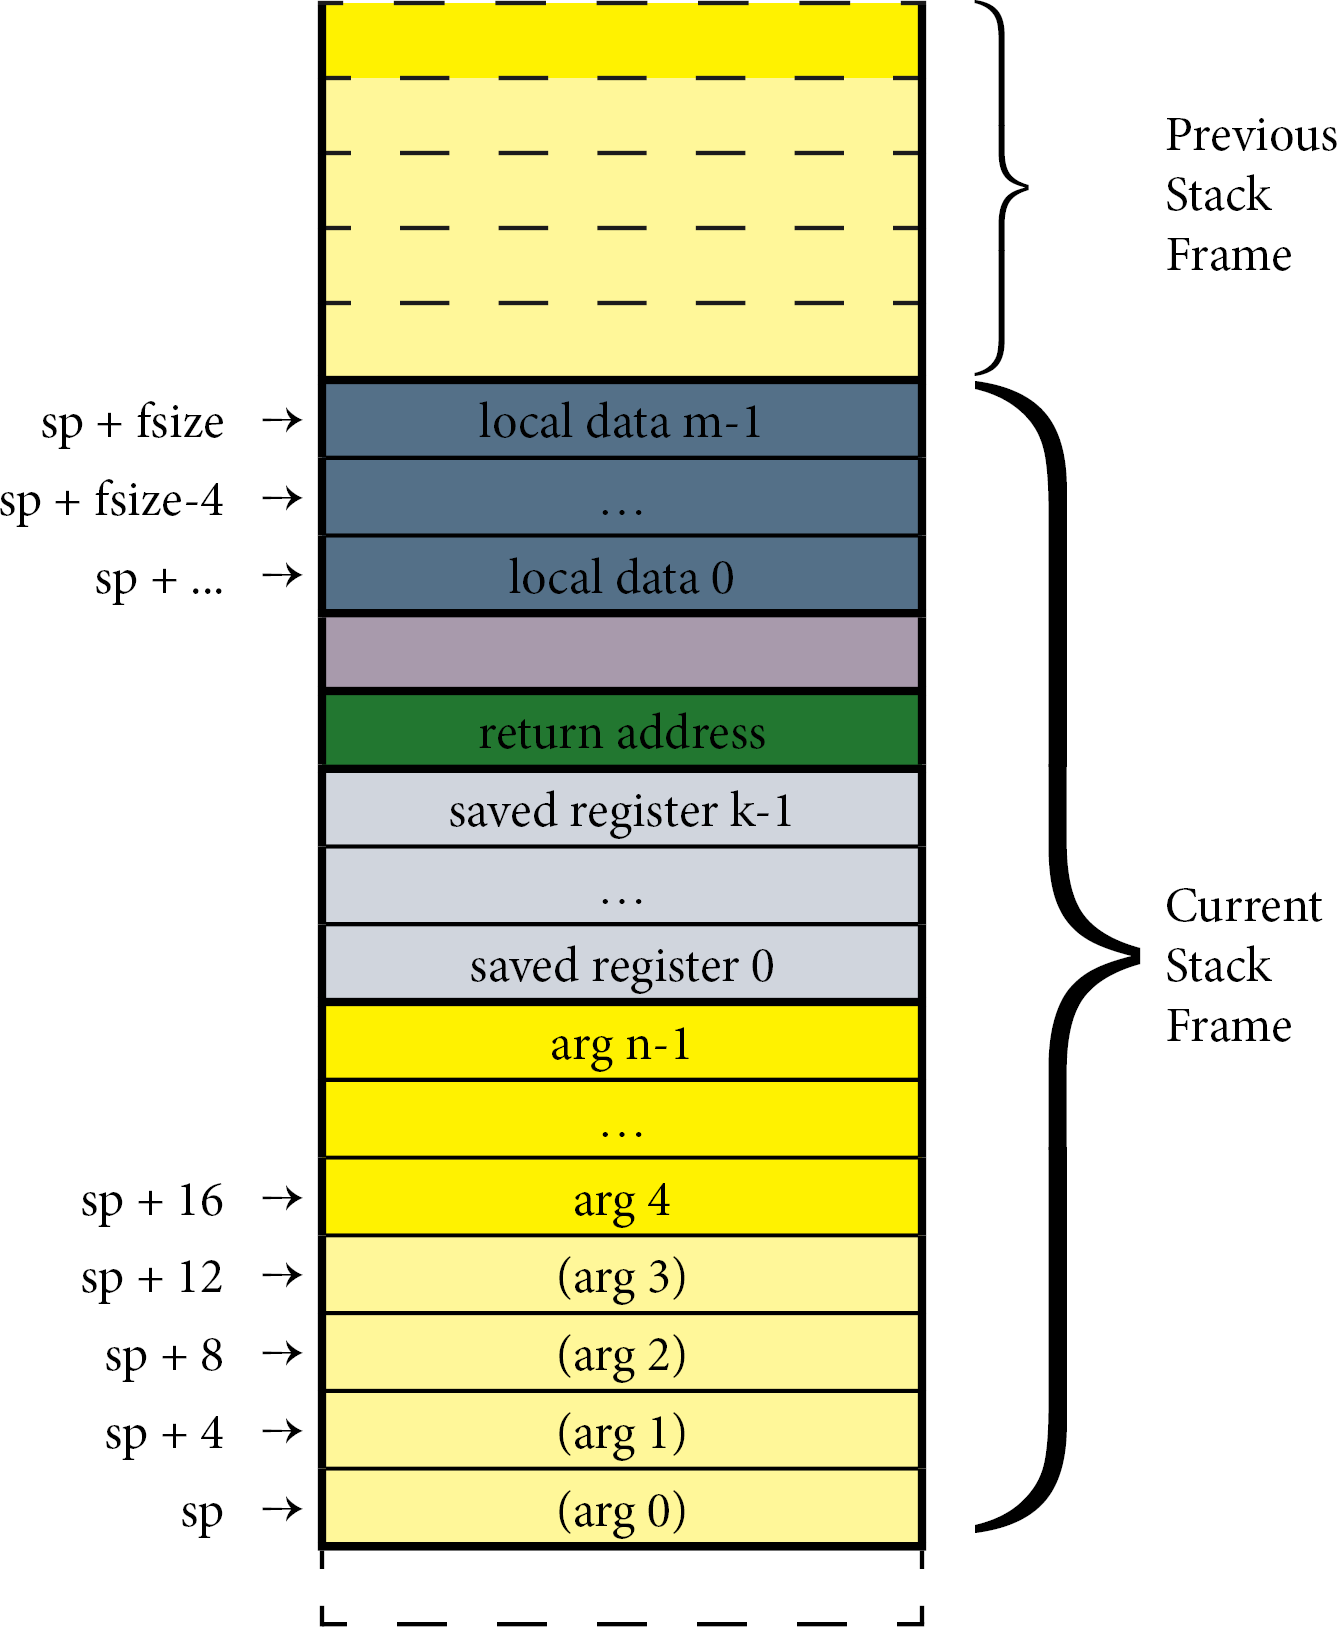 Previous
Stack
Frame
sp + fsize → local data m-1
sp + fsize-4 → ...
sp + ... → local data 0
return address
saved register k-1
...
saved register 0
Current
Stack
Frame
arg n-1
...
sp + 16 → arg 4
sp + 12 → (arg 3)
sp + 8 → (arg 2)
sp + 4 → (arg 1)
sp → (arg 0)